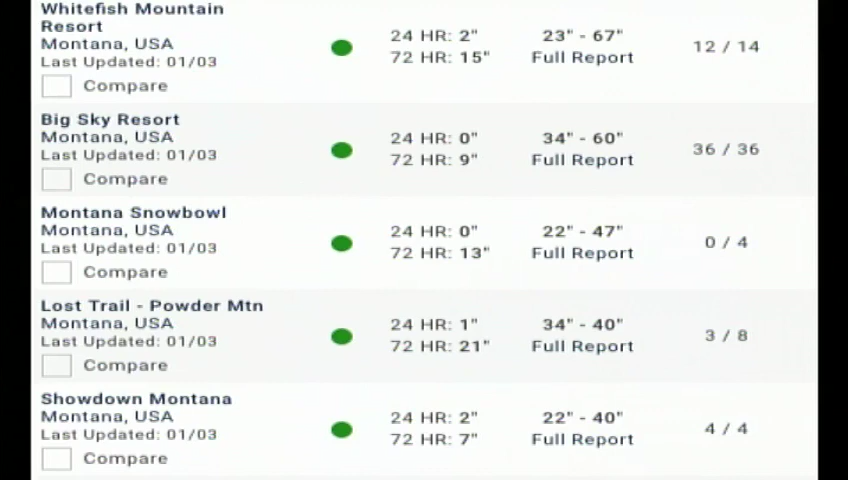 Whitefish Mountain
Resort
Montana, USA
Last Updated: 01/03
Compare
24 HR: 2"
72 HR: 15"
23" - 67"
Full Report
12 / 14
Big Sky Resort
Montana, USA
Last Updated: 01/03
Compare
24 HR: 0"
72 HR: 9"
34" - 60"
Full Report
36 / 36
Montana Snowbowl
Montana, USA
Last Updated: 01/03
Compare
24 HR: 0"
72 HR: 13"
22" - 47"
Full Report
0 / 4
Lost Trail - Powder Mtn
Montana, USA
Last Updated: 01/03
Compare
24 HR: 1"
72 HR: 21"
34" - 40"
Full Report
3 / 8
Showdown Montana
Montana, USA
Last Updated: 01/03
Compare
24 HR: 2"
72 HR: 7"
22" - 40"
Full Report
4 / 4